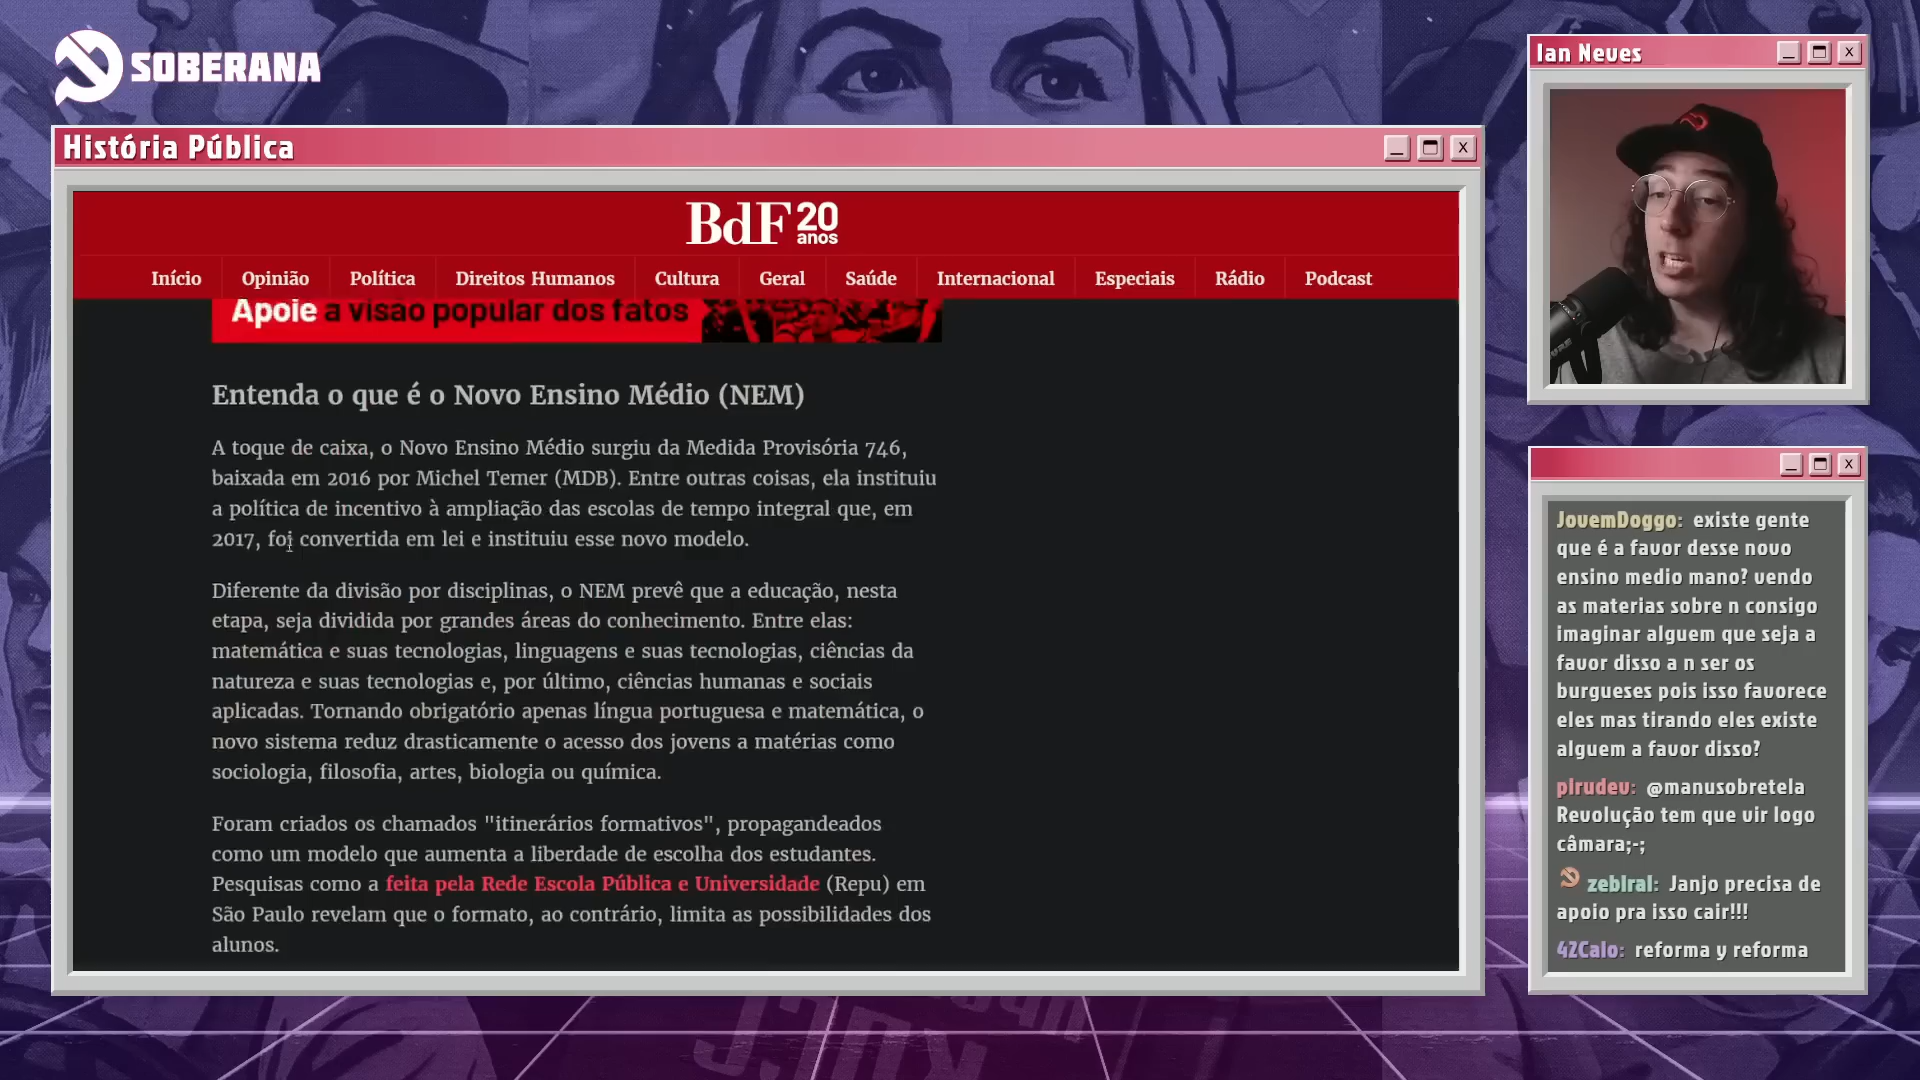 SOBERANA
História Pública
BdF 20 anos
Início Opinião Política Direitos Humanos Cultura Geral Saúde Internacional Especiais Rádio Podcast
Apoie a visão popular dos fatos
Entenda o que é o Novo Ensino Médio (NEM)
A toque de caixa, o Novo Ensino Médio surgiu da Medida Provisória 746,
baixada em 2016 por Michel Temer (MDB). Entre outras coisas, ela instituiu
a política de incentivo à ampliação das escolas de tempo integral que, em
2017, foi convertida em lei e instituiu esse novo modelo.
Diferente da divisão por disciplinas, o NEM prevê que a educação, nesta
etapa, seja dividida por grandes áreas do conhecimento. Entre elas:
matemática e suas tecnologias, linguagens e suas tecnologias, ciências da
natureza e suas tecnologias e, por último, ciências humanas e sociais
aplicadas. Tornando obrigatório apenas língua portuguesa e matemática, o
novo sistema reduz drasticamente o acesso dos jovens a matérias como
sociologia, filosofia, artes, biologia ou química.
Foram criados os chamados "itinerários formativos", propagandeados
como um modelo que aumenta a liberdade de escolha dos estudantes.
Pesquisas como a feita pela Rede Escola Pública e Universidade (Repu) em
São Paulo revelam que o formato, ao contrário, limita as possibilidades dos
alunos.
Ian Neves
JovemDoggo: existe gente
que é a favor desse novo
ensino medio mano? vendo
as materias sobre n consigo
imaginar alguem que seja a
favor disso a n ser os
burgueses pois isso favorece
eles mas tirando eles existe
alguem a favor disso?
pirudev: @manusobretela
Revolução tem que vir logo
câmara;-;
zebiral: Janjo precisa de
apoio pra isso cair!!!
4ZCalo: reforma y reforma